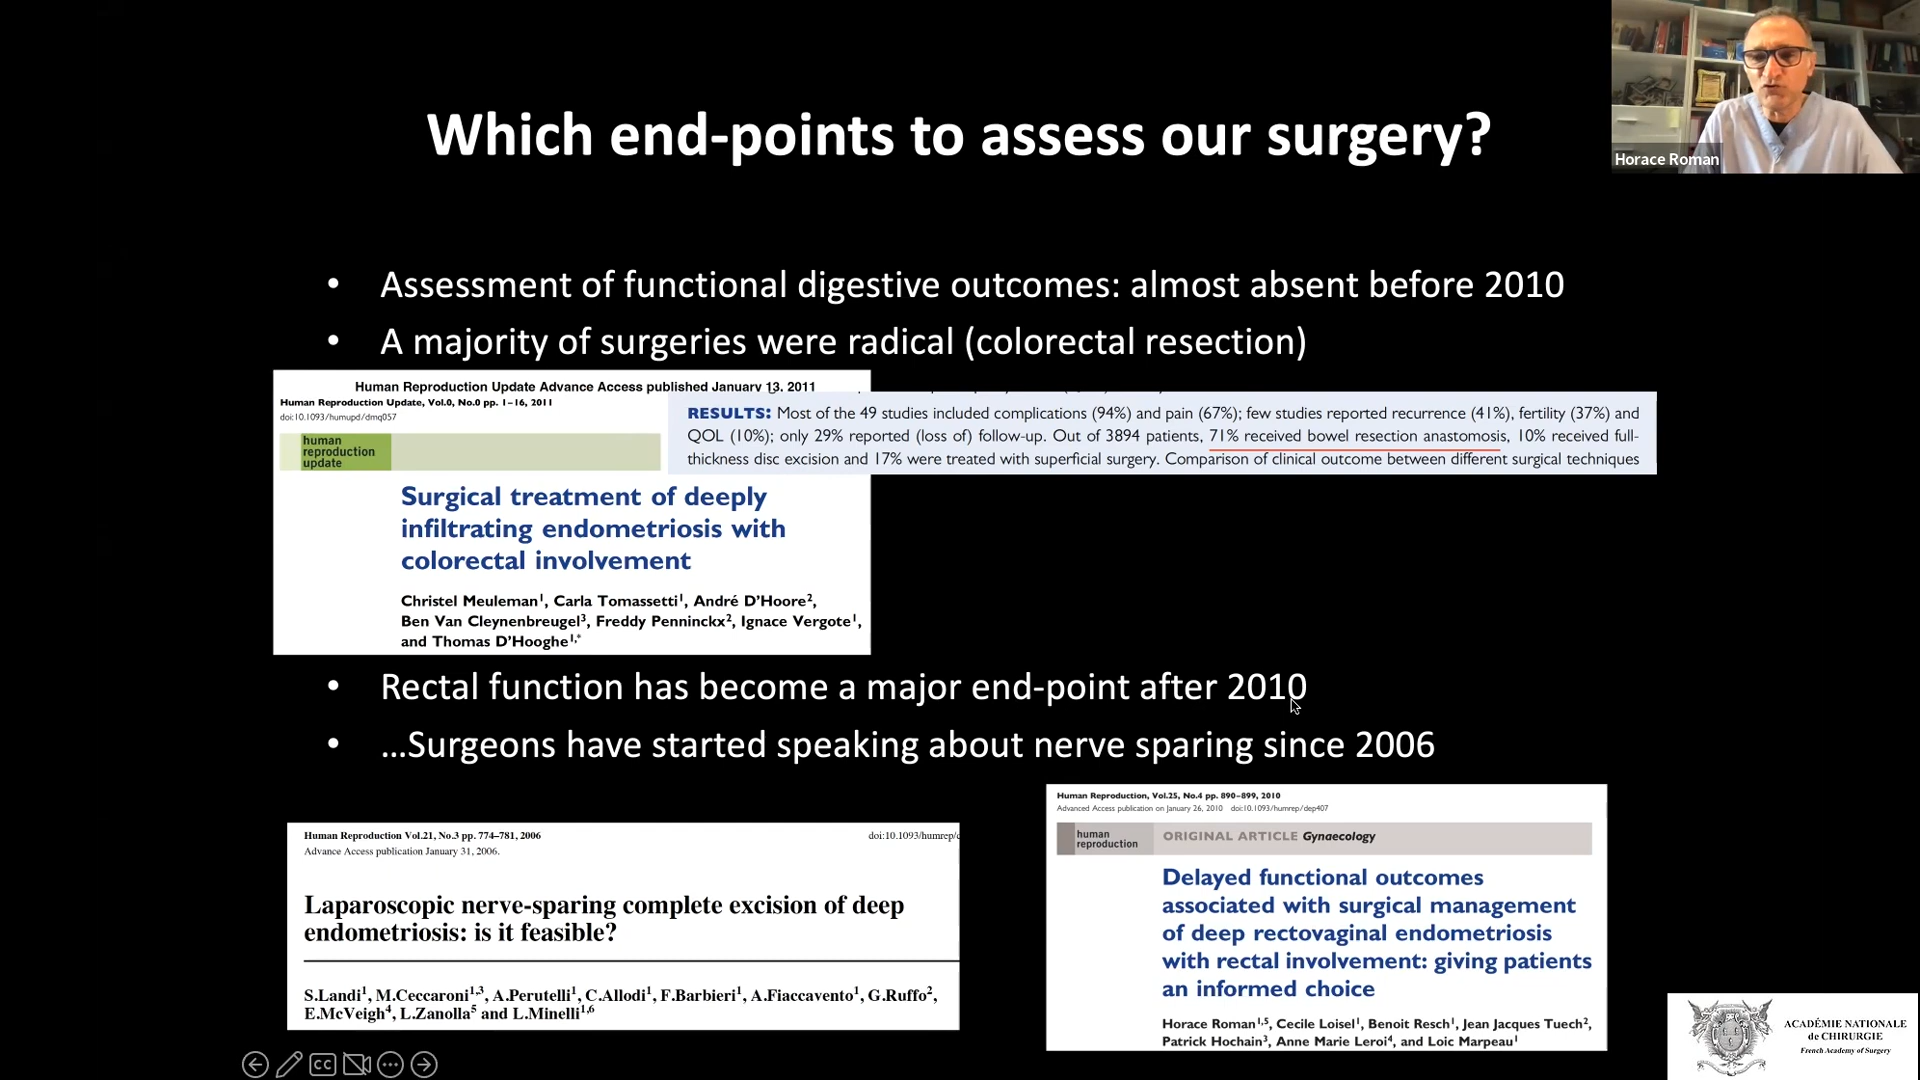 Which end-points to assess our surgery?
Horace Roman
• Assessment of functional digestive outcomes: almost absent before 2010
• A majority of surgeries were radical (colorectal resection)
Human Reproduction Update Advance Access published January 13, 2011
Human Reproduction Update, Vol.0, No.0 pp. 1–16, 2011
doi:10.1093/humupd/dmq057
human
reproduction
update
RESULTS: Most of the 49 studies included complications (94%) and pain (67%); few studies reported recurrence (41%), fertility (37%) and
QOL (10%); only 29% reported (loss of) follow-up. Out of 3894 patients, 71% received bowel resection anastomosis, 10% received full-
thickness disc excision and 17% were treated with superficial surgery. Comparison of clinical outcome between different surgical techniques
Surgical treatment of deeply
infiltrating endometriosis with
colorectal involvement
Christel Meuleman1, Carla Tomassetti1, André D'Hoore2,
Ben Van Cleynenbreugel3, Freddy Penninckx2, Ignace Vergote1,
and Thomas D'Hooghe1,*
• Rectal function has become a major end-point after 2010
• …Surgeons have started speaking about nerve sparing since 2006
Human Reproduction Vol.21, No.3 pp. 774–781, 2006
doi:10.1093/humrep/
Advance Access publication January 31, 2006.
Laparoscopic nerve-sparing complete excision of deep
endometriosis: is it feasible?
S.Landi1, M.Ceccaroni1,3, A.Perutelli1, C.Allodi1, F.Barbieri1, A.Fiaccavento1, G.Ruffo2,
E.McVeigh4, L.Zanolla5 and L.Minelli1,6
Human Reproduction, Vol.25, No.4 pp. 890–899, 2010
Advanced Access publication on January 26, 2010 doi:10.1093/humrep/dep407
human
reproduction
ORIGINAL ARTICLE Gynaecology
Delayed functional outcomes
associated with surgical management
of deep rectovaginal endometriosis
with rectal involvement: giving patients
an informed choice
Horace Roman1,5, Cecile Loisel1, Benoit Resch1, Jean Jacques Tuech2,
Patrick Hochain3, Anne Marie Leroi4, and Loic Marpeau1
CC
ACADÉMIE NATIONALE
de CHIRURGIE
French Academy of Surgery